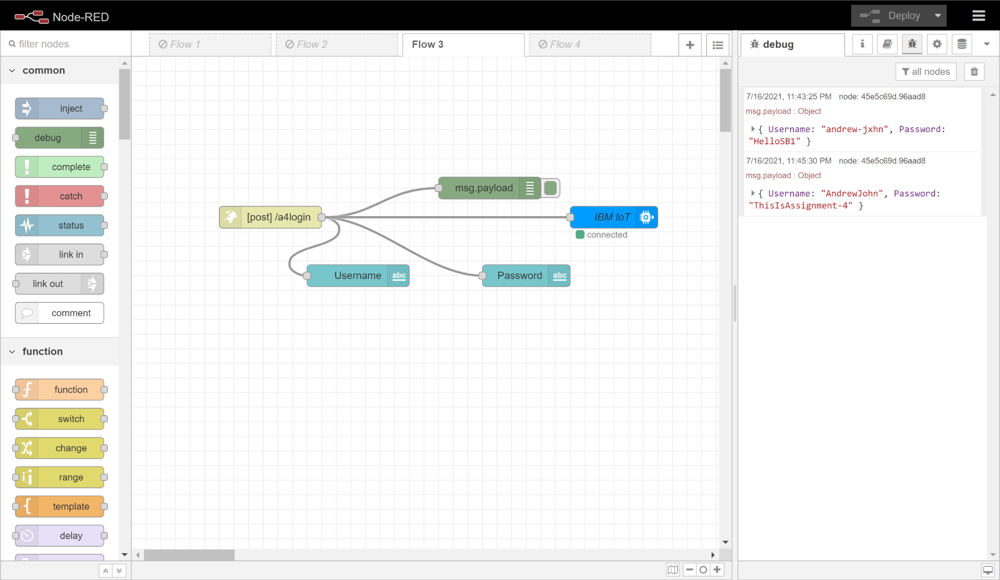 Node-RED
Deploy
filter nodes
Flow 1
Flow 2
Flow 3
Flow 4
debug
all nodes
common
inject
debug
complete
catch
status
link in
link out
comment
function
function
switch
change
range
template
delay
msg.payload
[post] /a4login
IBM IoT
connected
Username
abc
Password
abc
7/16/2021, 11:43:25 PM node: 45e5c69d.96aad8
msg.payload : Object
{ Username: "andrew-jxhn", Password:
"HelloSB1" }
7/16/2021, 11:45:30 PM node: 45e5c69d.96aad8
msg.payload : Object
{ Username: "AndrewJohn", Password:
"ThisIsAssignment-4" }